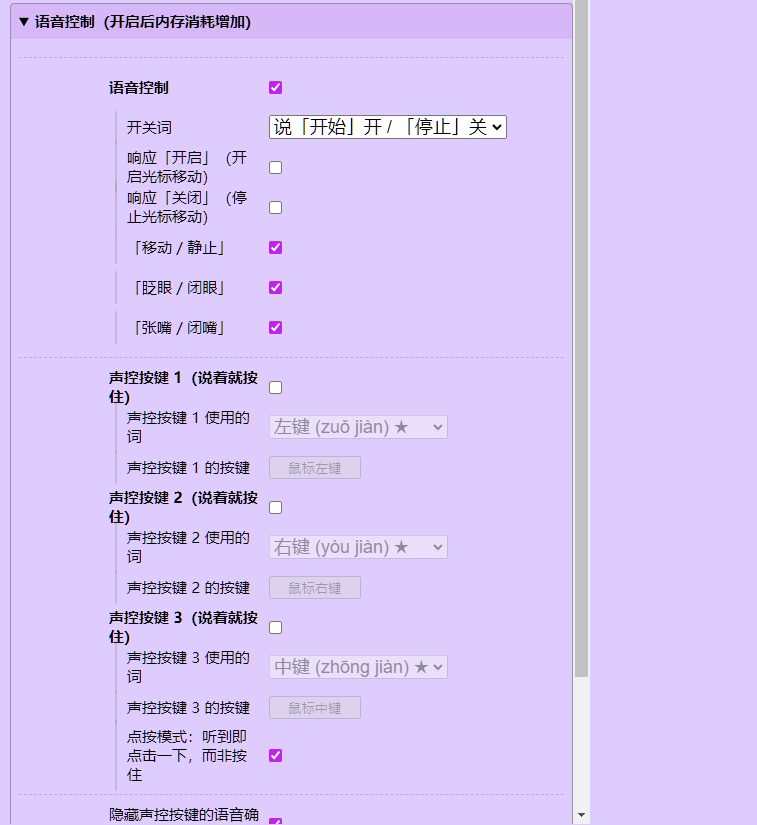 ▼ 语音控制（开启后内存消耗增加）
语音控制
开关词
说「开始」开 / 「停止」关
响应「开启」（开
启光标移动）
响应「关闭」（停
止光标移动）
「移动 / 静止」
「眨眼 / 闭眼」
「张嘴 / 闭嘴」
声控按键 1（说着就按
住）
声控按键 1 使用的
词
左键 (zuǒ jiàn) ★
声控按键 1 的按键
鼠标左键
声控按键 2（说着就按
住）
声控按键 2 使用的
词
右键 (yòu jiàn) ★
声控按键 2 的按键
鼠标右键
声控按键 3（说着就按
住）
声控按键 3 使用的
词
中键 (zhōng jiàn) ★
声控按键 3 的按键
鼠标中键
点按模式：听到即
点击一下，而非按
住
隐藏声控按键的语音确